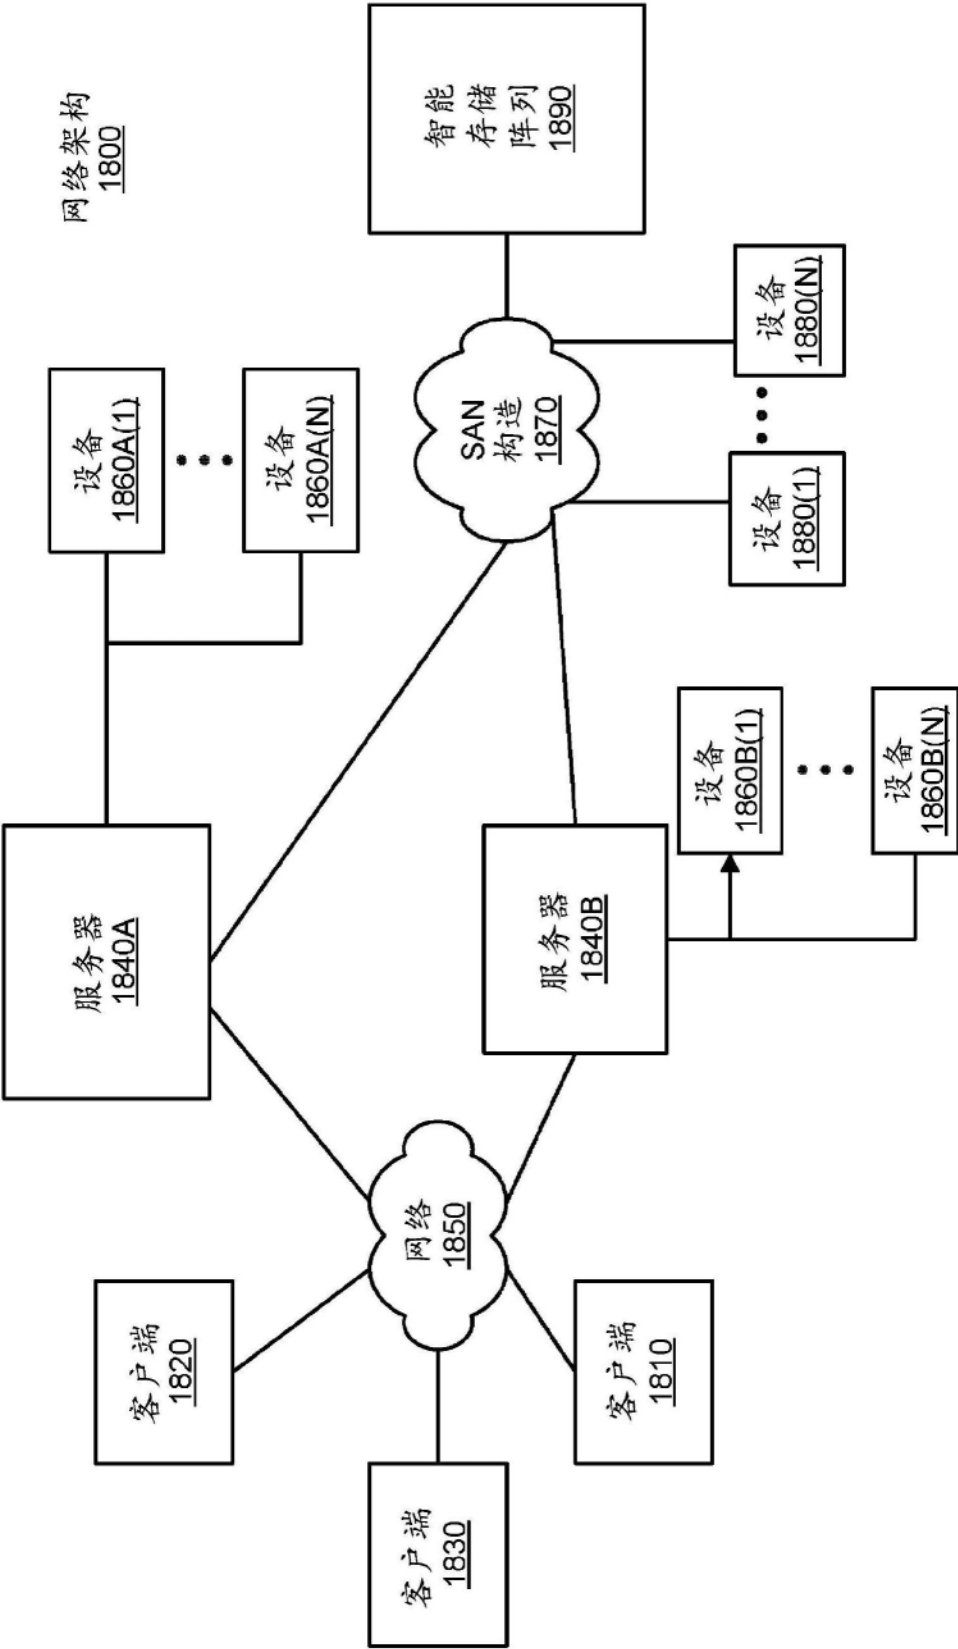 网络架构
1800
客户端
1820
客户端
1830
客户端
1810
网络
1850
服务器
1840A
服务器
1840B
设备
1860A(1)
设备
1860A(N)
设备
1860B(1)
设备
1860B(N)
SAN
构造
1870
设备
1880(1)
设备
1880(N)
智能
存储
阵列
1890